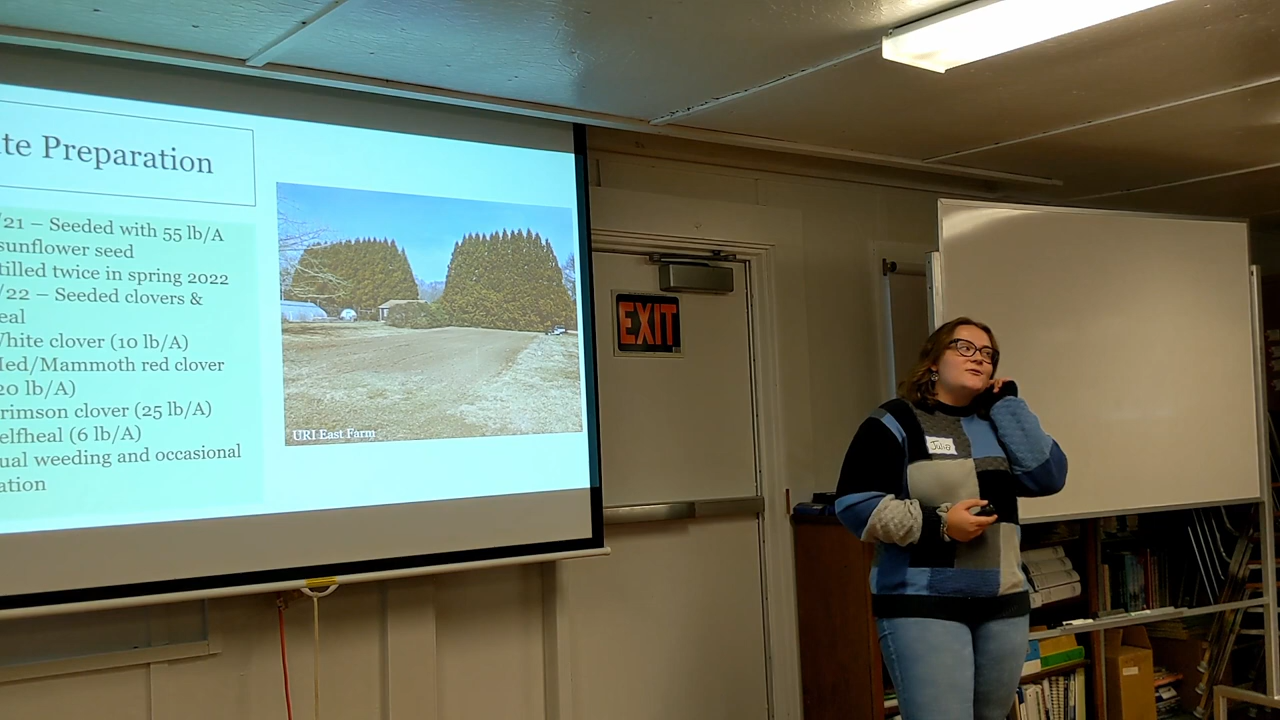 te Preparation
/21 – Seeded with 55 lb/A
sunflower seed
tilled twice in spring 2022
/22 – Seeded clovers &
eal
White clover (10 lb/A)
Med/Mammoth red clover
20 lb/A)
rimson clover (25 lb/A)
elfheal (6 lb/A)
ual weeding and occasional
ation
URI East Farm
EXIT
Julia